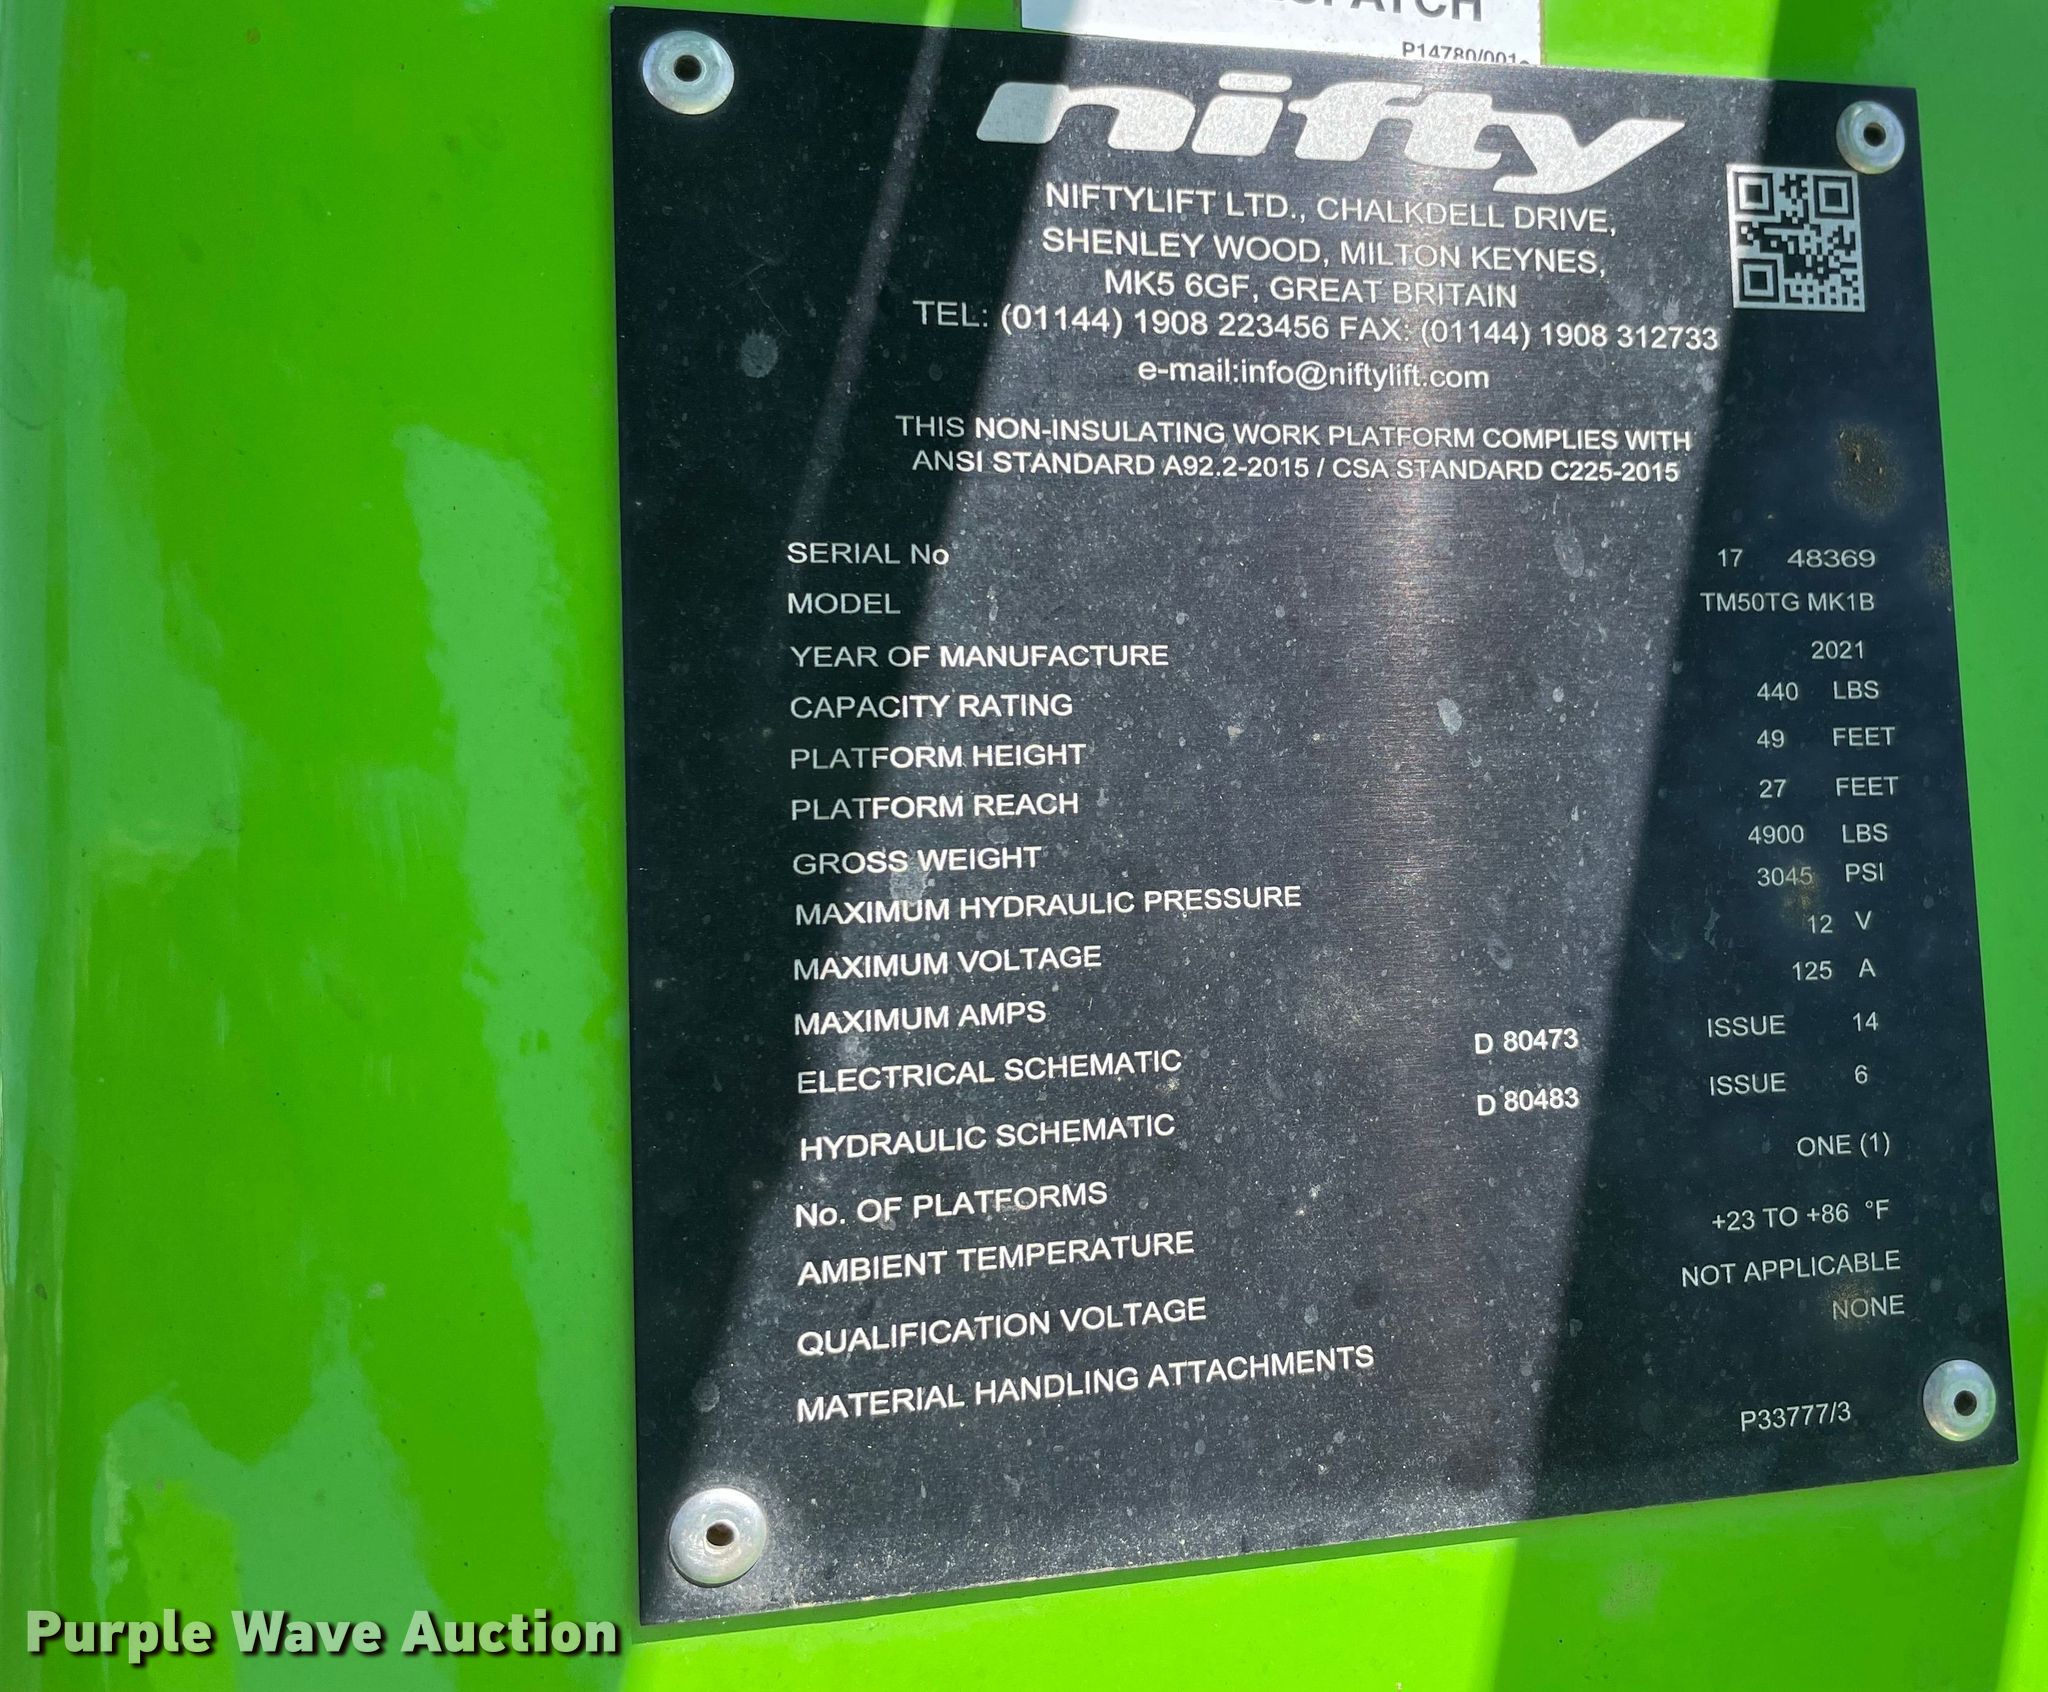 P14780/001
nifty
NIFTYLIFT LTD., CHALKDELL DRIVE,
SHENLEY WOOD, MILTON KEYNES,
MK5 6GF, GREAT BRITAIN
TEL: (01144) 1908 223456 FAX: (01144) 1908 312733
e-mail:info@niftylift.com
THIS NON-INSULATING WORK PLATFORM COMPLIES WITH
ANSI STANDARD A92.2-2015 / CSA STANDARD C225-2015
SERIAL No 17 48369
MODEL TM50TG MK1B
YEAR OF MANUFACTURE 2021
CAPACITY RATING 440 LBS
PLATFORM HEIGHT 49 FEET
PLATFORM REACH 27 FEET
GROSS WEIGHT 4900 LBS
MAXIMUM HYDRAULIC PRESSURE 3045 PSI
MAXIMUM VOLTAGE 12 V
MAXIMUM AMPS 125 A
ELECTRICAL SCHEMATIC D 80473 ISSUE 14
HYDRAULIC SCHEMATIC D 80483 ISSUE 6
No. OF PLATFORMS ONE (1)
AMBIENT TEMPERATURE +23 TO +86 °F
QUALIFICATION VOLTAGE NOT APPLICABLE
MATERIAL HANDLING ATTACHMENTS NONE
P33777/3
Purple Wave Auction